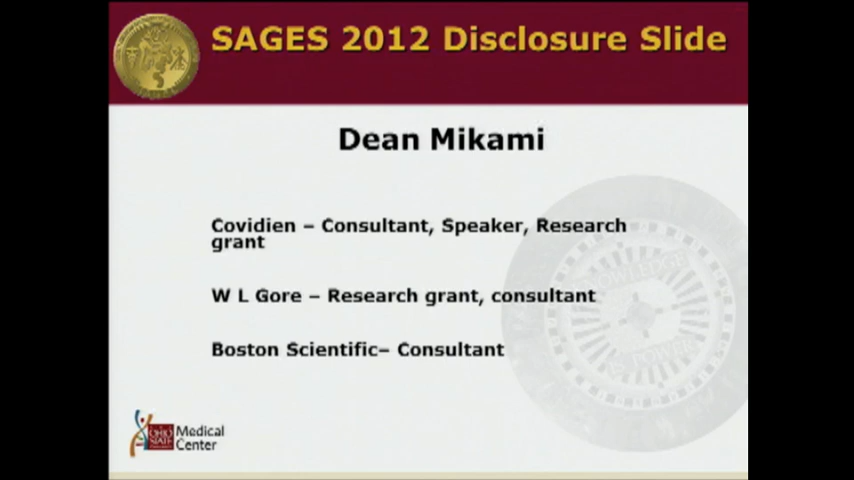 SAGES 2012 Disclosure Slide
Dean Mikami
Covidien – Consultant, Speaker, Research
grant
W L Gore – Research grant, consultant
Boston Scientific– Consultant
OHIO
STATE
Medical
Center